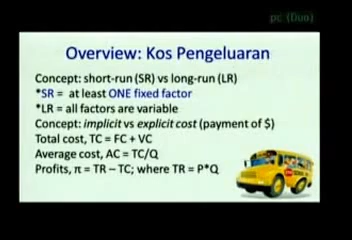 pc (Duo)
Overview: Kos Pengeluaran
Concept: short-run (SR) vs long-run (LR)
*SR = at least ONE fixed factor
*LR = all factors are variable
Concept: implicit vs explicit cost (payment of $)
Total cost, TC = FC + VC
Average cost, AC = TC/Q
Profits, π = TR – TC; where TR = P*Q